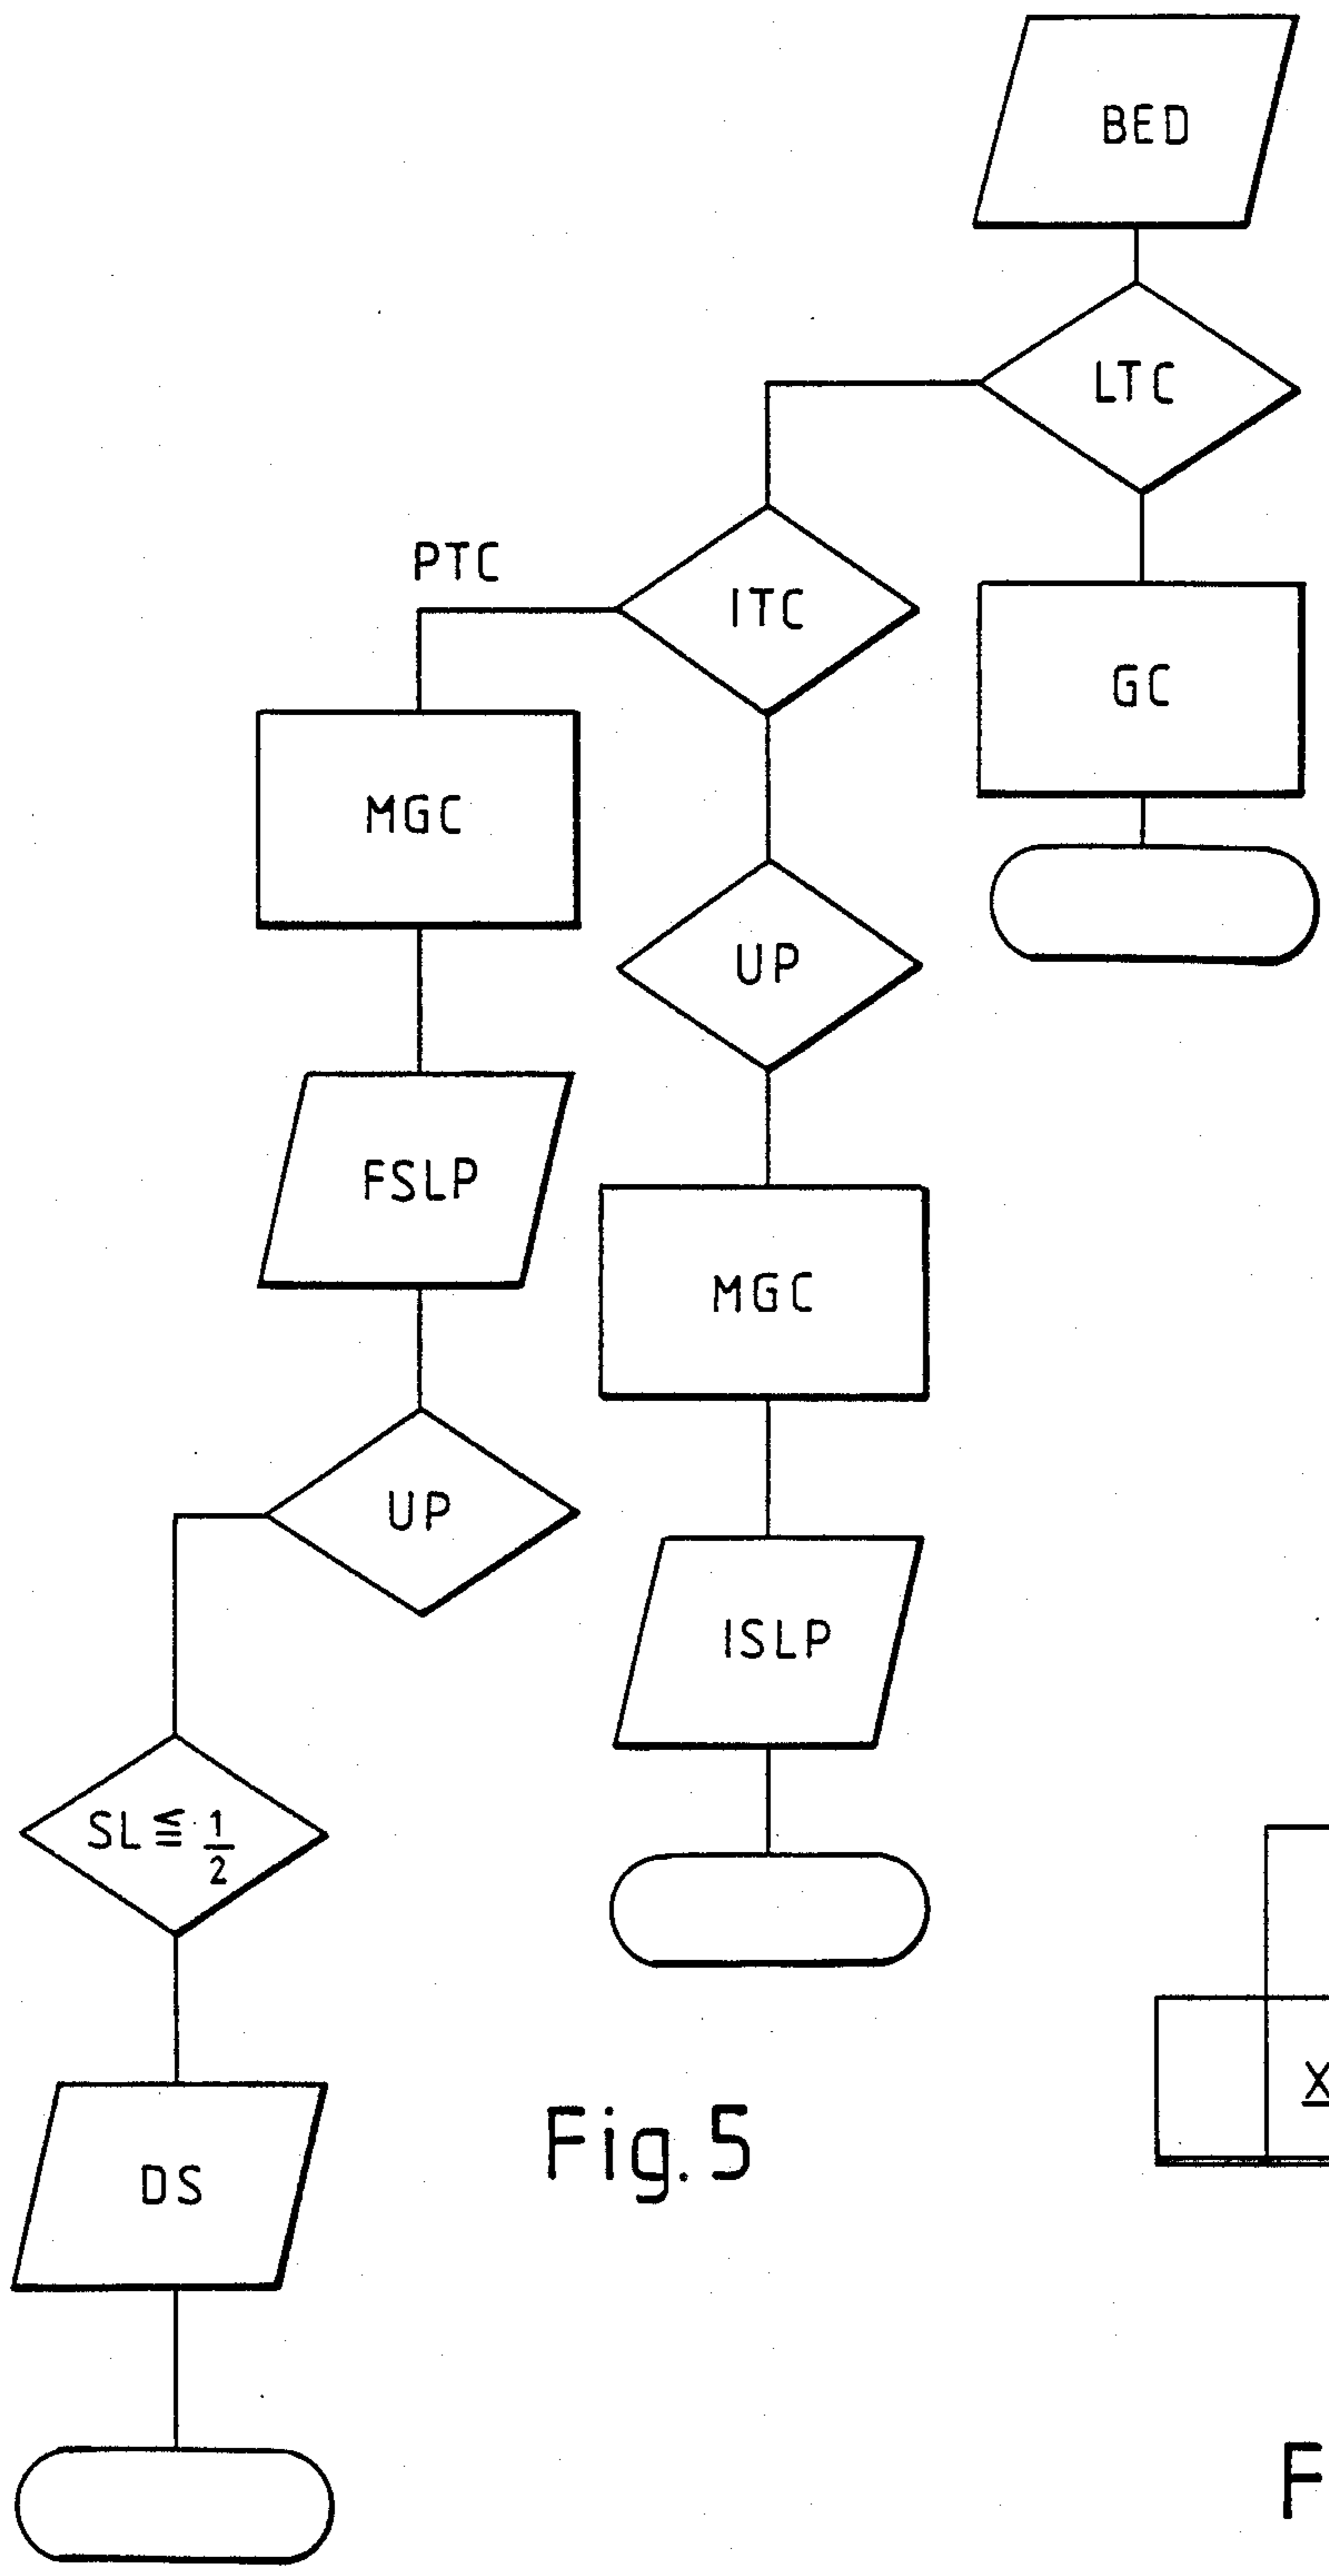 BED
LTC
PTC
ITC
GC
MGC
UP
FSLP
MGC
UP
ISLP
SL ≦ 1/2
X
DS
Fig. 5
F